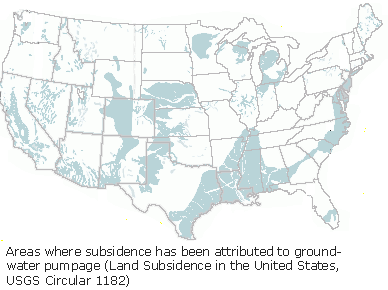 Areas where subsidence has been attributed to ground-
water pumpage (Land Subsidence in the United States,
USGS Circular 1182)